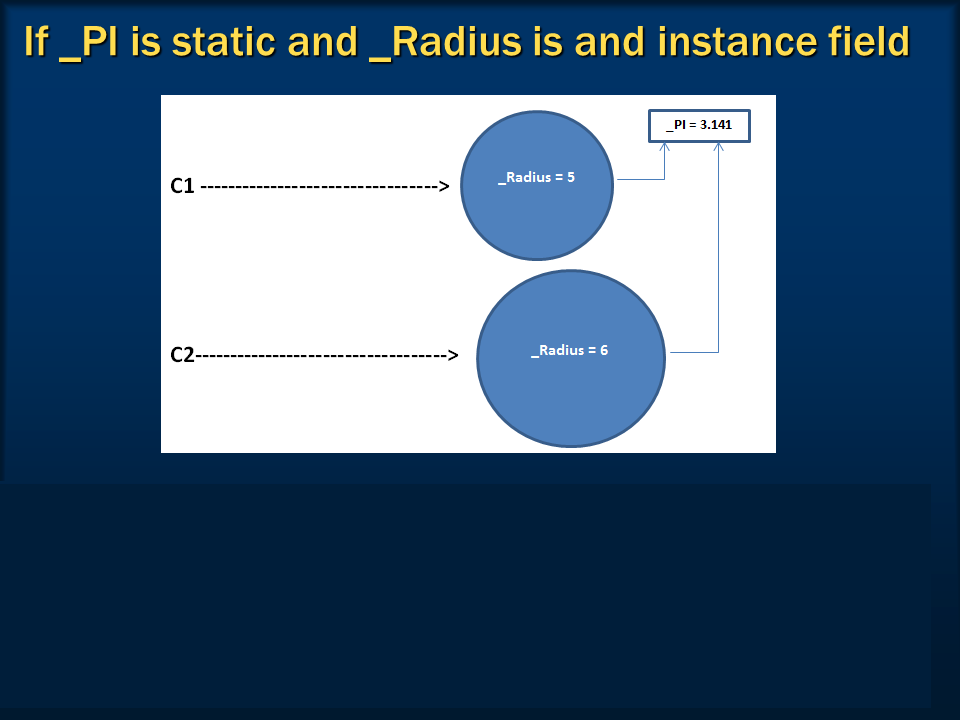 If _PI is static and _Radius is and instance field
_PI = 3.141
C1 ---------------------------------->
_Radius = 5
C2------------------------------------>
_Radius = 6